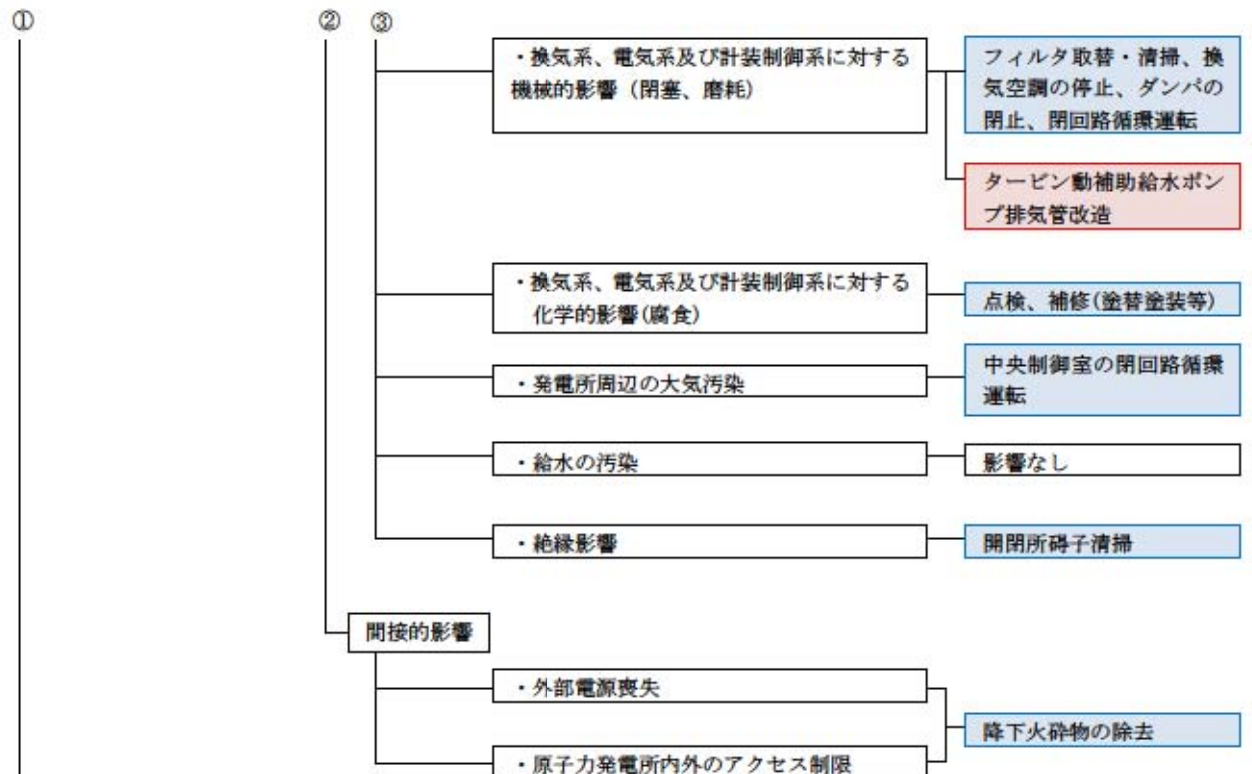 ① ② ③
・換気系、電気系及び計装制御系に対する
機械的影響（閉塞、磨耗）
フィルタ取替・清掃、換
気空調の停止、ダンパの
閉止、閉回路循環運転
タービン動補助給水ポン
プ排気管改造
・換気系、電気系及び計装制御系に対する
化学的影響(腐食)
点検、補修(塗替塗装等)
・発電所周辺の大気汚染
中央制御室の閉回路循環
運転
・給水の汚染
影響なし
・絶縁影響
開閉所碍子清掃
間接的影響
・外部電源喪失
降下火砕物の除去
・原子力発電所内外のアクセス制限